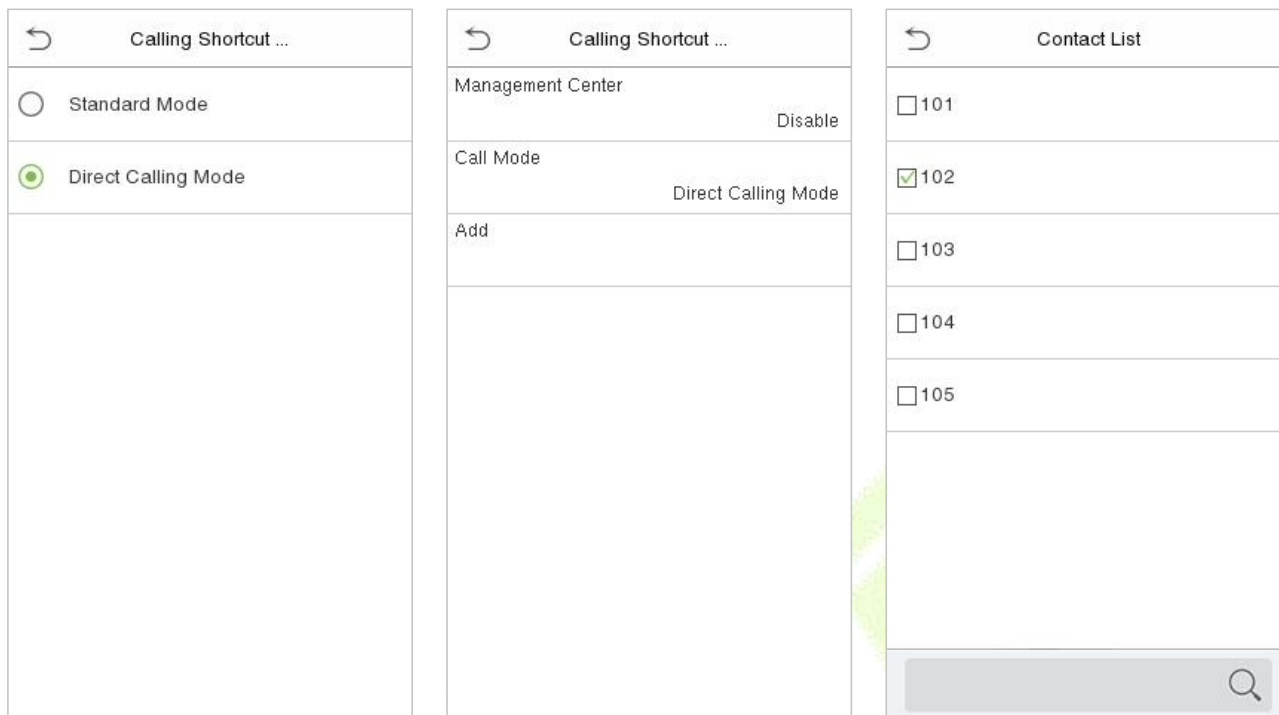 Calling Shortcut ...
Standard Mode
Direct Calling Mode
Calling Shortcut ...
Management Center
Disable
Call Mode
Direct Calling Mode
Add
Contact List
101
102
103
104
105